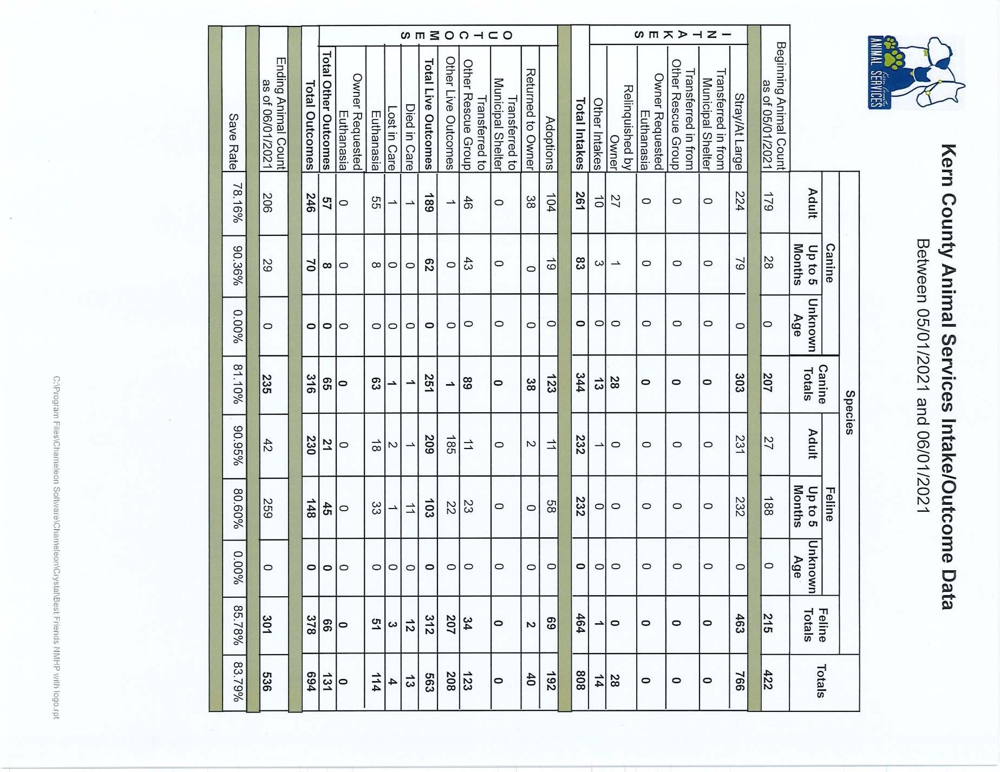 Kern County
ANIMAL SERVICES
Kern County Animal Services Intake/Outcome Data
Between 05/01/2021 and 06/01/2021
Species
Canine Canine Totals Feline Feline Totals Totals
Adult Up to 5 Months Unknown Age Adult Up to 5 Months Unknown Age
Beginning Animal Count as of 05/01/2021 179 28 0 207 27 188 0 215 422
INTAKES
Stray/At Large 224 79 0 303 231 232 0 463 766
Transferred in from Municipal Shelter 0 0 0 0 0 0 0 0 0
Transferred in from Other Rescue Group 0 0 0 0 0 0 0 0 0
Owner Requested Euthanasia 0 0 0 0 0 0 0 0 0
Relinquished by Owner 27 1 0 28 0 0 0 0 28
Other Intakes 10 3 0 13 1 0 0 1 14
Total Intakes 261 83 0 344 232 232 0 464 808
OUTCOMES
Adoptions 104 19 0 123 11 58 0 69 192
Returned to Owner 38 0 0 38 2 0 0 2 40
Transferred to Municipal Shelter 0 0 0 0 0 0 0 0 0
Transferred to Other Rescue Group 46 43 0 89 11 23 0 34 123
Other Live Outcomes 1 0 0 1 185 22 0 207 208
Total Live Outcomes 189 62 0 251 209 103 0 312 563
Died in Care 1 0 0 1 1 11 0 12 13
Lost in Care 1 0 0 1 2 1 0 3 4
Euthanasia 55 8 0 63 18 33 0 51 114
Owner Requested Euthanasia 0 0 0 0 0 0 0 0 0
Total Other Outcomes 57 8 0 65 21 45 0 66 131
Total Outcomes 246 70 0 316 230 148 0 378 694
Ending Animal Count as of 06/01/2021 206 29 0 235 42 259 0 301 536
Save Rate 78.16% 90.36% 0.00% 81.10% 90.95% 80.60% 0.00% 85.78% 83.79%
C:\Program Files\Chameleon Software\Chameleon\Crystal\Best Friends NMHP with logo.rpt